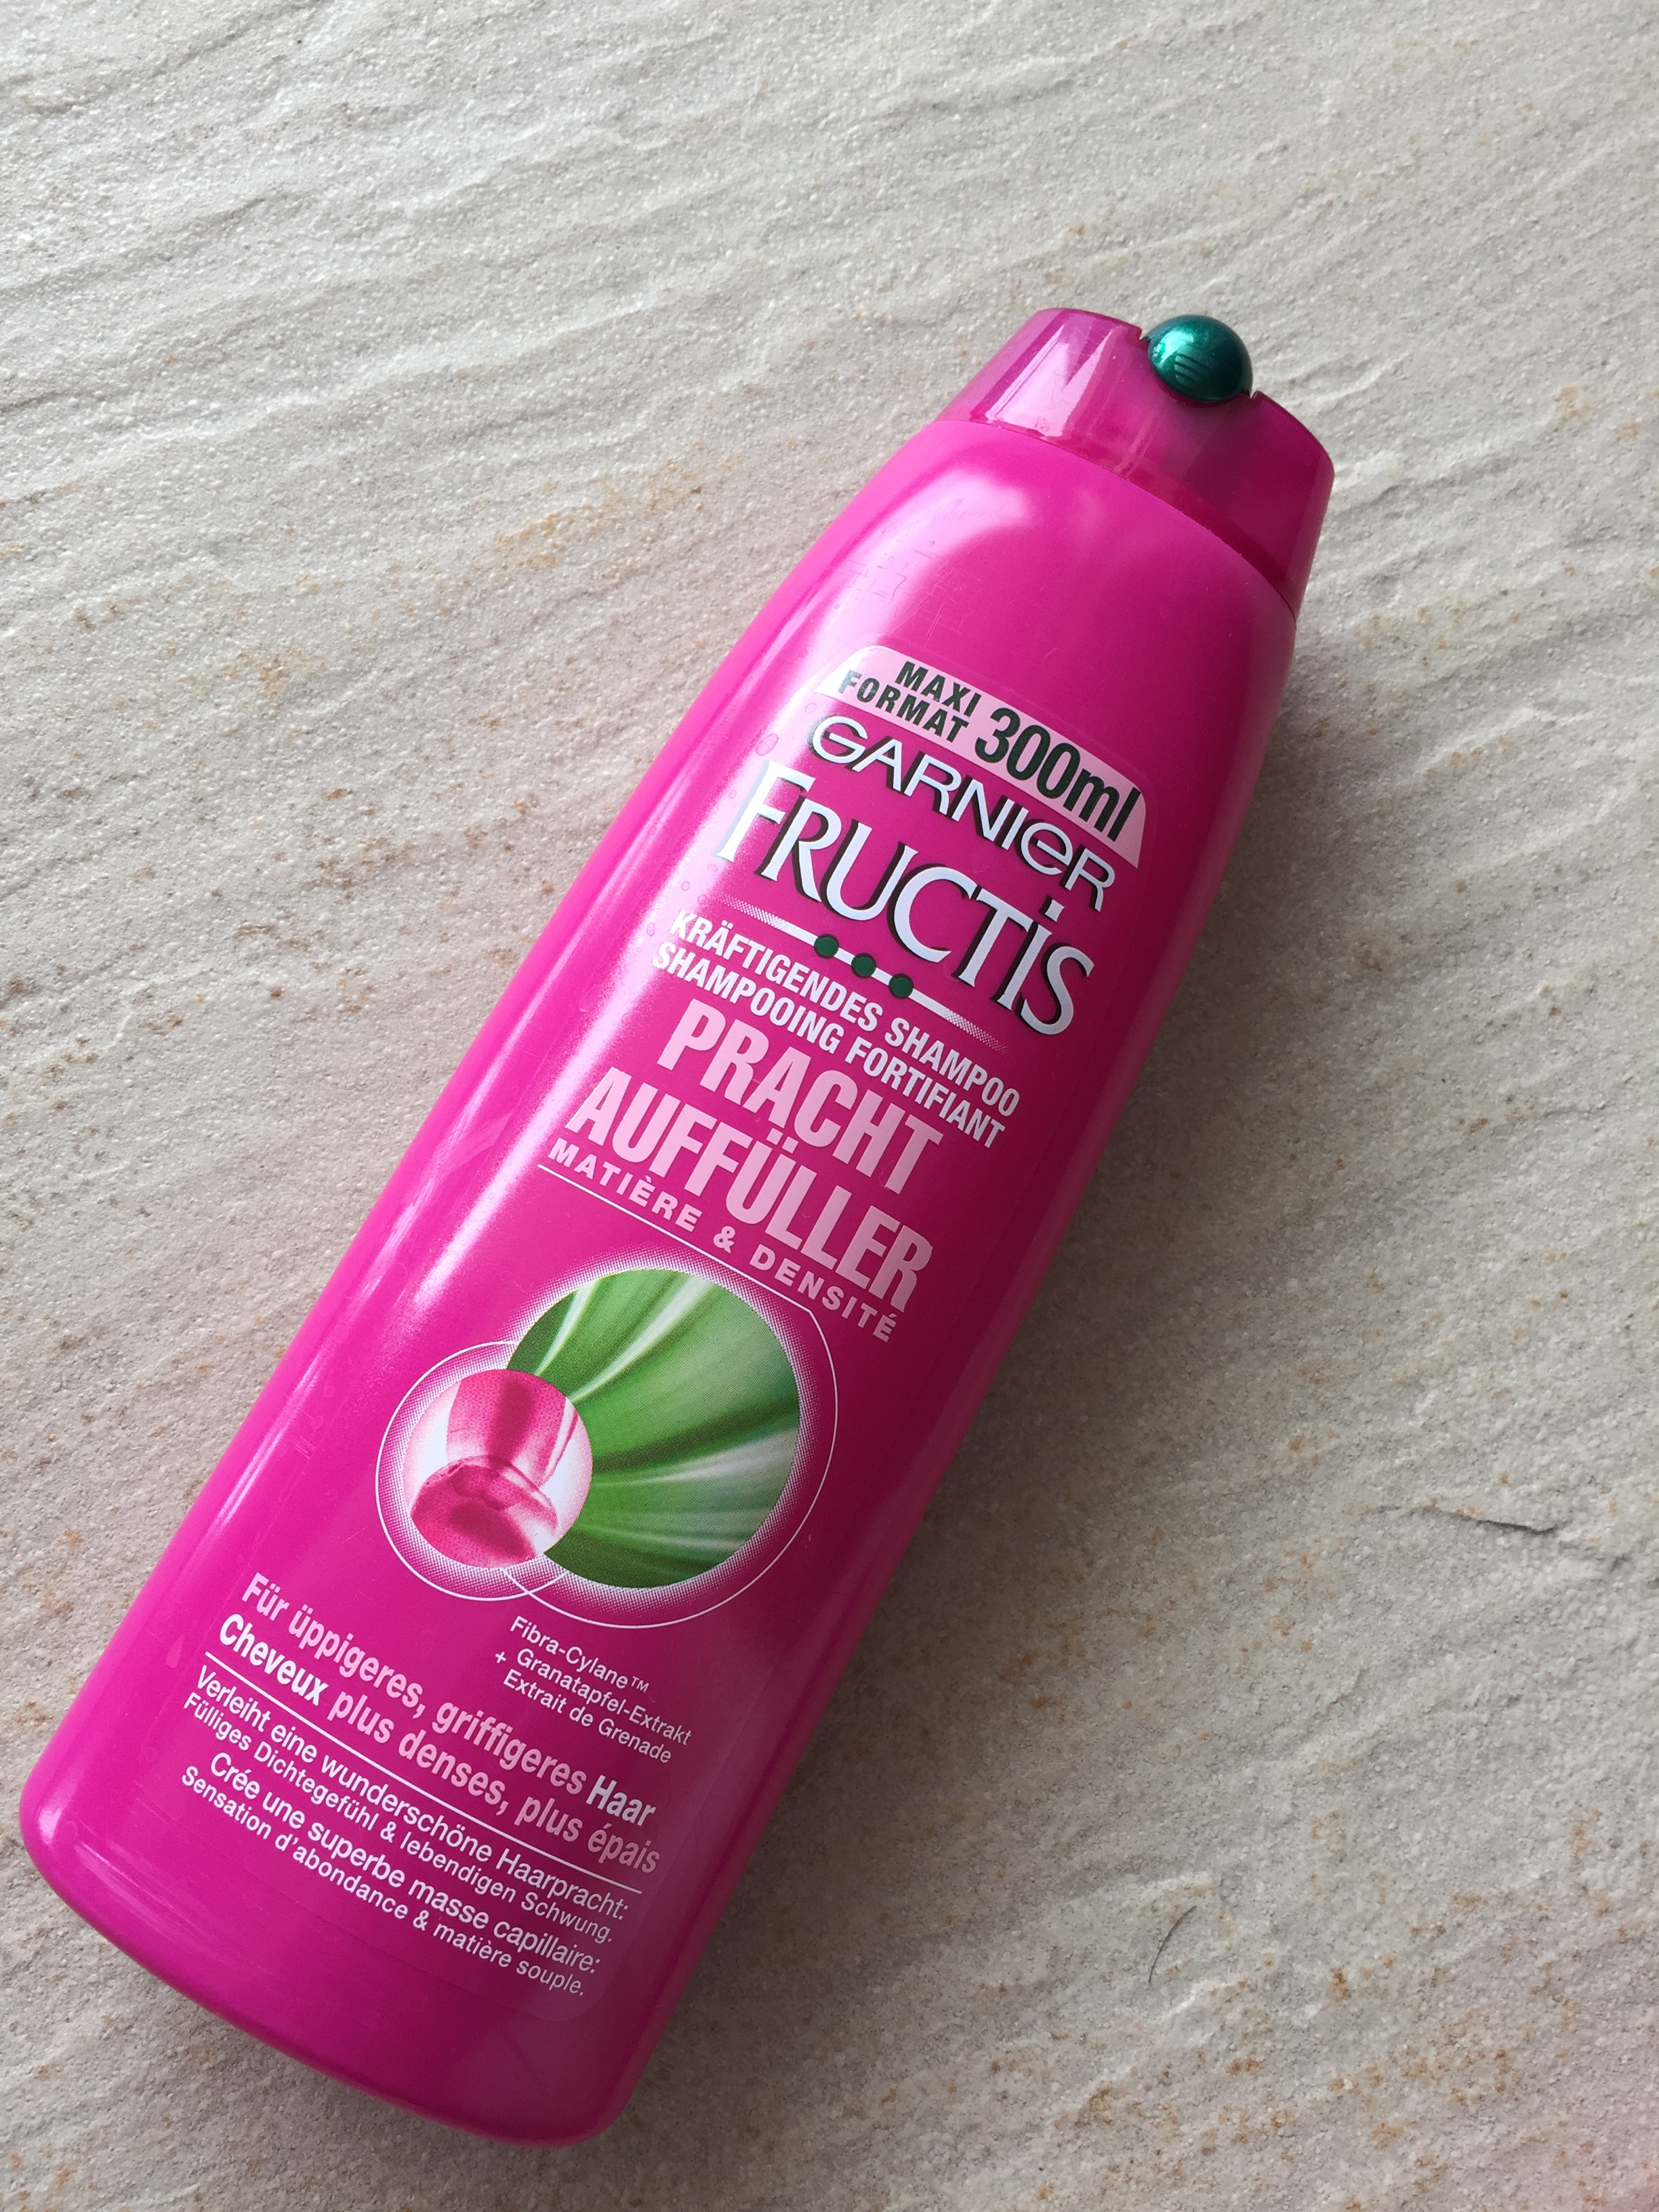 MAXI
FORMAT 300ml
GARNIER
FRUCTIS
KRÄFTIGENDES SHAMPOO
SHAMPOOING FORTIFIANT
PRACHT
AUFFÜLLER
MATIÈRE & DENSITÉ
Fibra-Cylane™
+ Granatapfel-Extrakt
Extrait de Grenade
Für üppigeres, griffigeres Haar
Cheveux plus denses, plus épais
Verleiht eine wunderschöne Haarpracht:
Fülliges Dichtegefühl & lebendigen Schwung.
Crée une superbe masse capillaire:
Sensation d'abondance & matière souple.